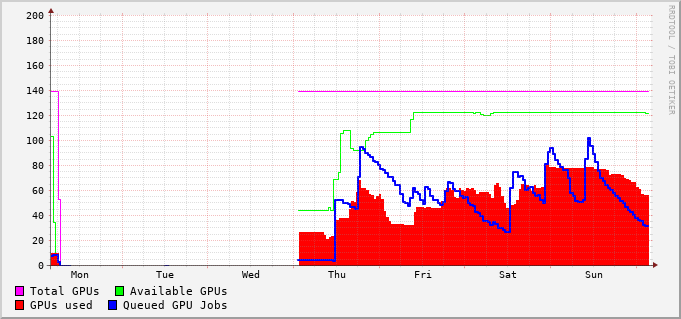 200
180
160
140
120
100
80
60
40
20
0
Mon Tue Wed Thu Fri Sat Sun
Total GPUs Available GPUs
GPUs used Queued GPU Jobs
RRDTOOL / TOBI OETIKER